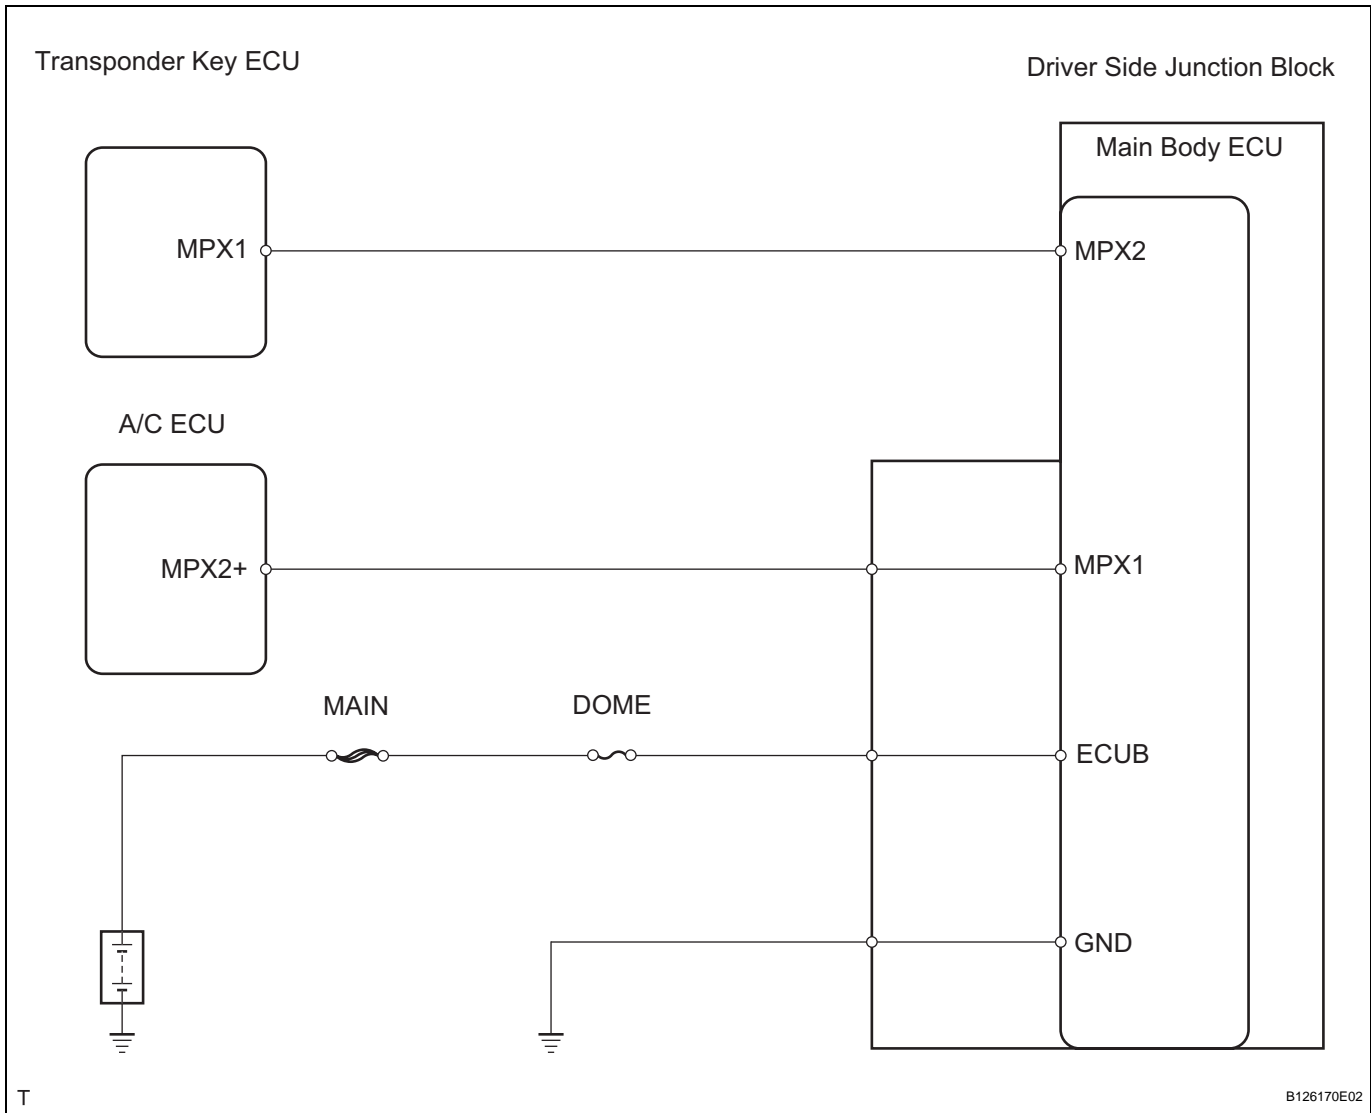 Transponder Key ECU
Driver Side Junction Block
Main Body ECU
MPX1
MPX2
A/C ECU
MPX2+
MPX1
MAIN
DOME
ECUB
GND
T
B126170E02